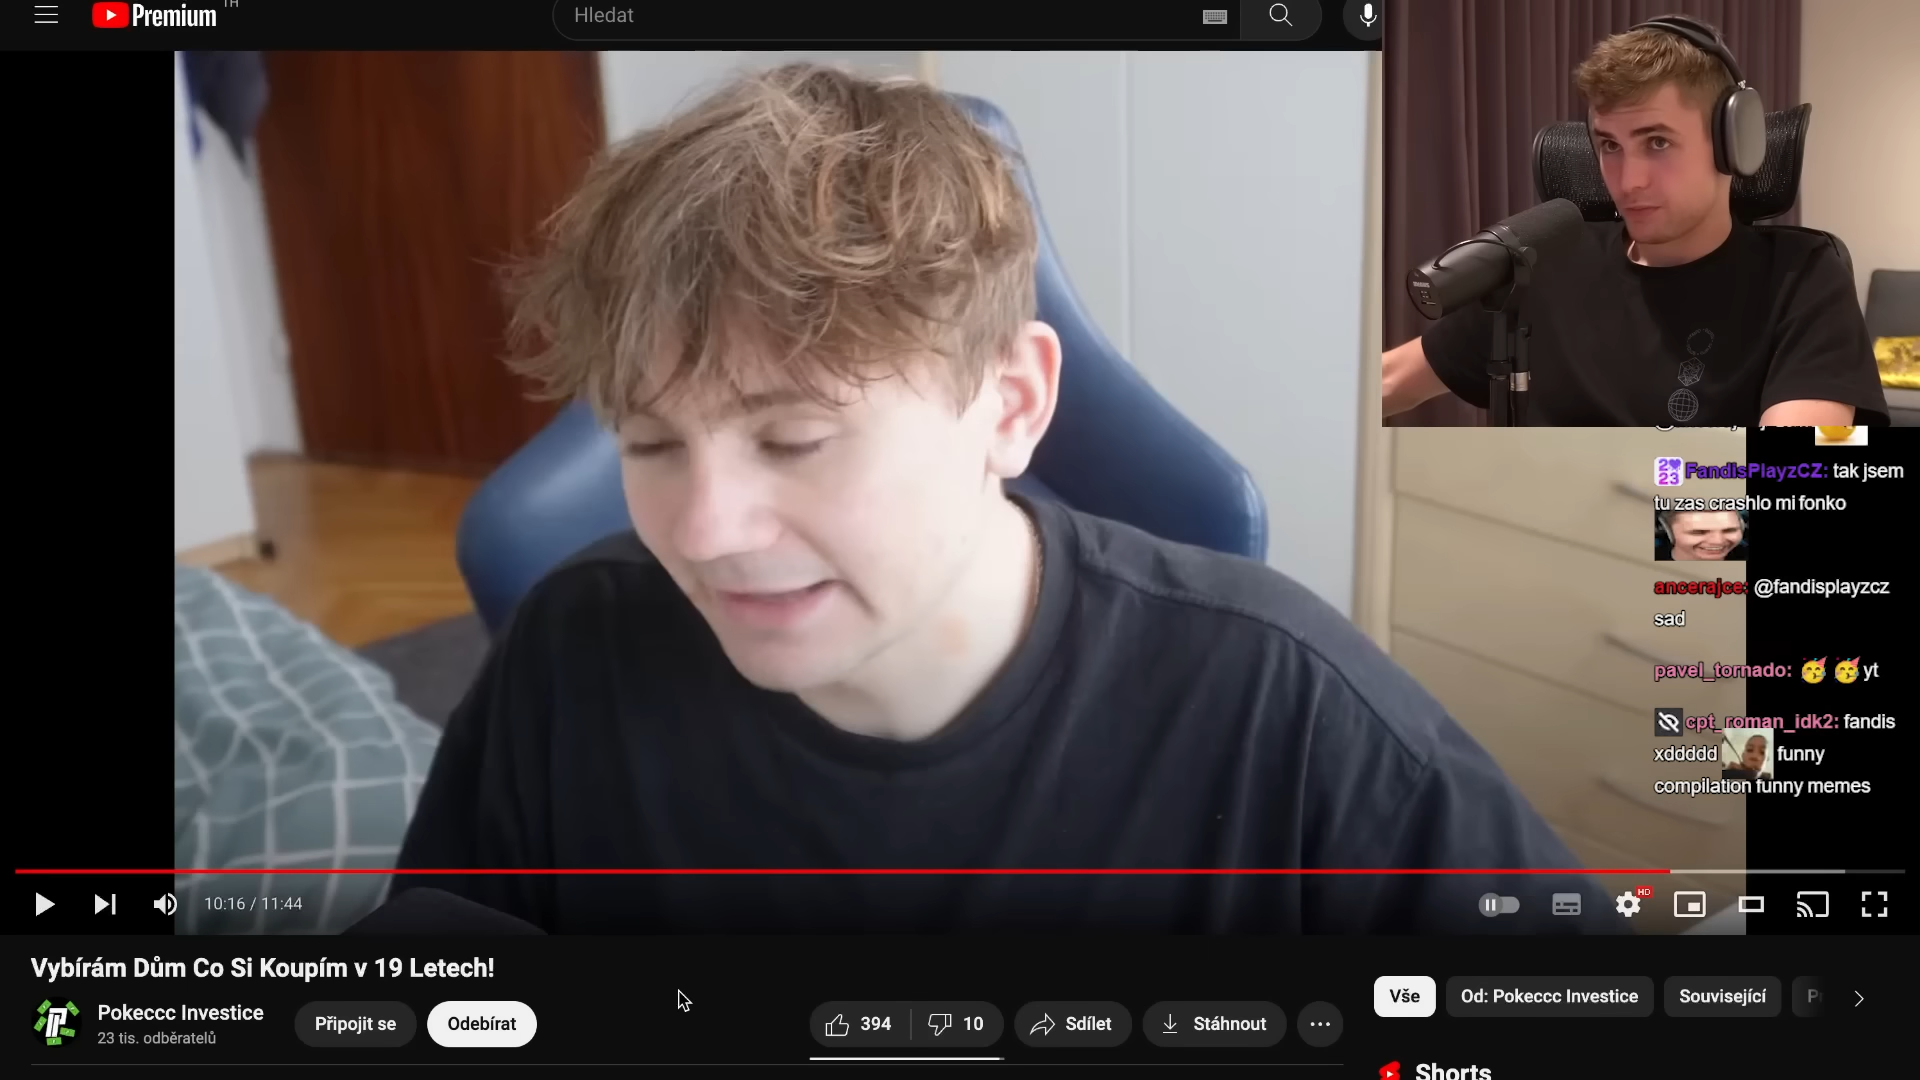 Premium
TH
Hledat
FandisPlayzCZ: tak jsem
tu zas crashlo mi fonko
ancerajce: @fandisplayzcz
sad
pavel_tornado: 🥳 🥳 yt
cpt_roman_idk2: fandis
xddddd funny
compilation funny memes
10:16 / 11:44
HD
Vybírám Dům Co Si Koupím v 19 Letech!
Pokeccc Investice
23 tis. odběratelů
Připojit se
Odebírat
394
10
Sdílet
Stáhnout
Vše
Od: Pokeccc Investice
Související
Shorts